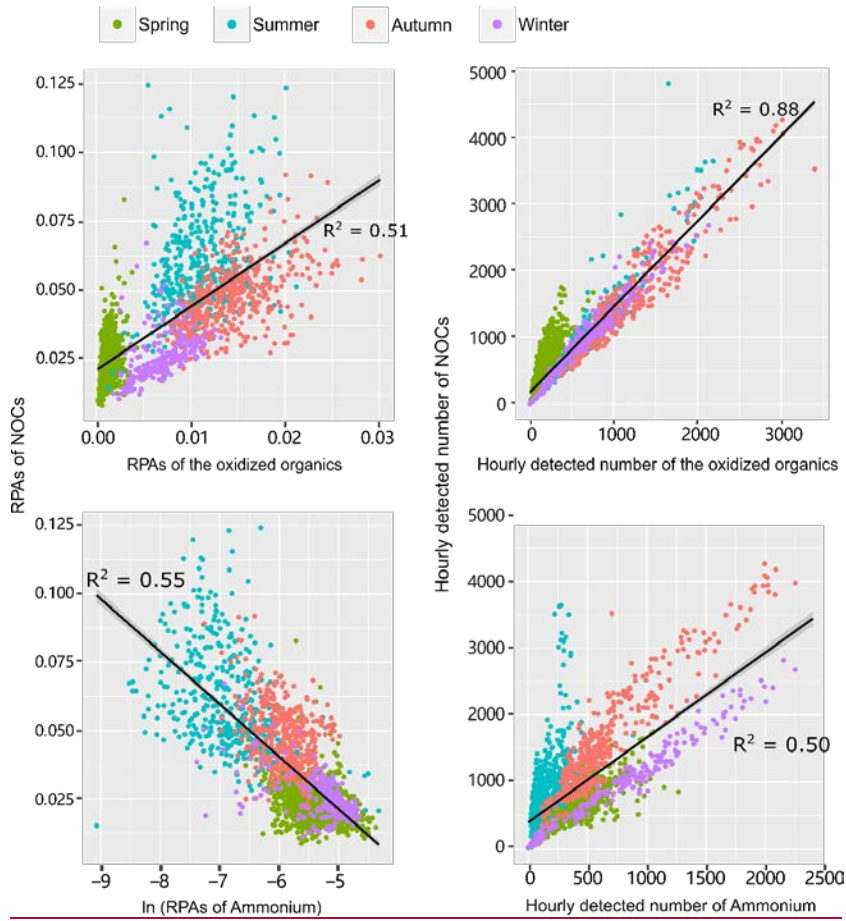 Spring Summer Autumn Winter
0.125
0.100
0.075
0.050
0.025
R² = 0.51
0.00 0.01 0.02 0.03
RPAs of the oxidized organics
5000
4000
3000
2000
1000
0
R² = 0.88
0 1000 2000 3000
Hourly detected number of the oxidized organics
RPAs of NOCs
Hourly detected number of NOCs
0.125
0.100
0.075
0.050
0.025
R² = 0.55
−9 −8 −7 −6 −5
ln (RPAs of Ammonium)
5000
4000
3000
2000
1000
0
R² = 0.50
0 500 1000 1500 2000 2500
Hourly detected number of Ammonium